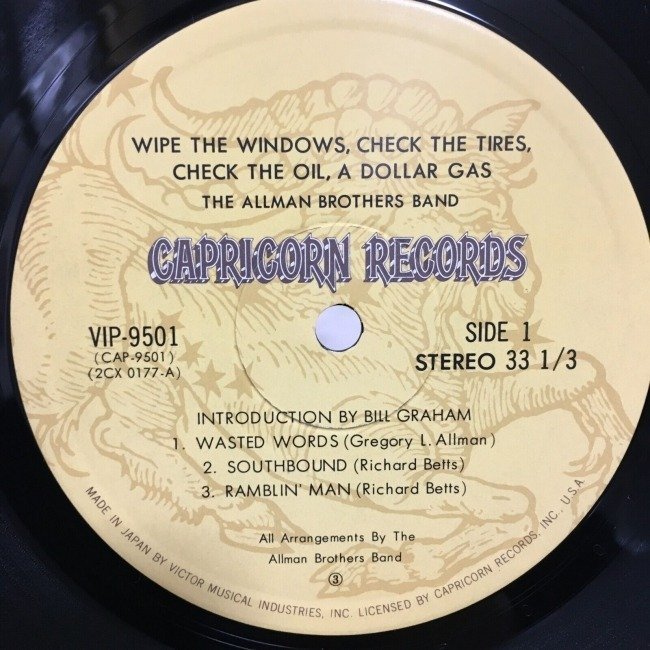 WIPE THE WINDOWS, CHECK THE TIRES,
CHECK THE OIL, A DOLLAR GAS
THE ALLMAN BROTHERS BAND
CAPRICORN RECORDS
VIP-9501
(CAP-9501)
(2CX 0177-A)
SIDE 1
STEREO 33 1/3
INTRODUCTION BY BILL GRAHAM
1. WASTED WORDS (Gregory L. Allman)
2. SOUTHBOUND (Richard Betts)
3. RAMBLIN' MAN (Richard Betts)
All Arrangements By The
Allman Brothers Band
③
MADE IN JAPAN BY VICTOR MUSICAL INDUSTRIES, INC. LICENSED BY CAPRICORN RECORDS, INC., U.S.A.